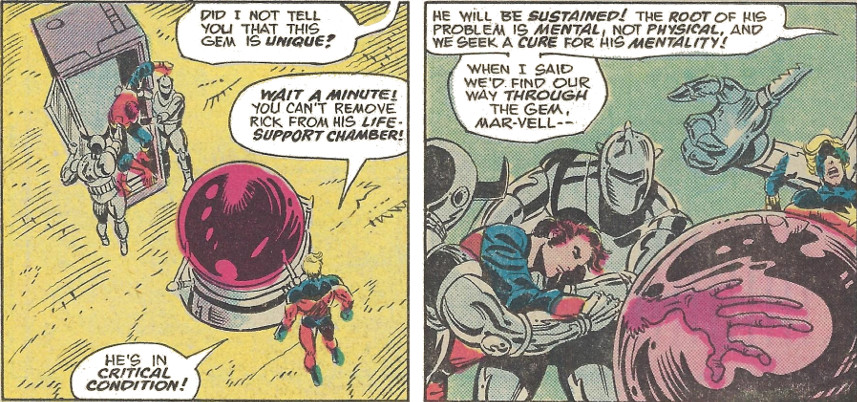 DID I NOT TELL
YOU THAT THIS
GEM IS UNIQUE?
WAIT A MINUTE!
YOU CAN'T REMOVE
RICK FROM HIS LIFE-
SUPPORT CHAMBER!
HE'S IN
CRITICAL
CONDITION!
HE WILL BE SUSTAINED! THE ROOT OF HIS
PROBLEM IS MENTAL, NOT PHYSICAL, AND
WE SEEK A CURE FOR HIS MENTALITY!
WHEN I SAID
WE'D FIND OUR
WAY THROUGH
THE GEM,
MAR-VELL--